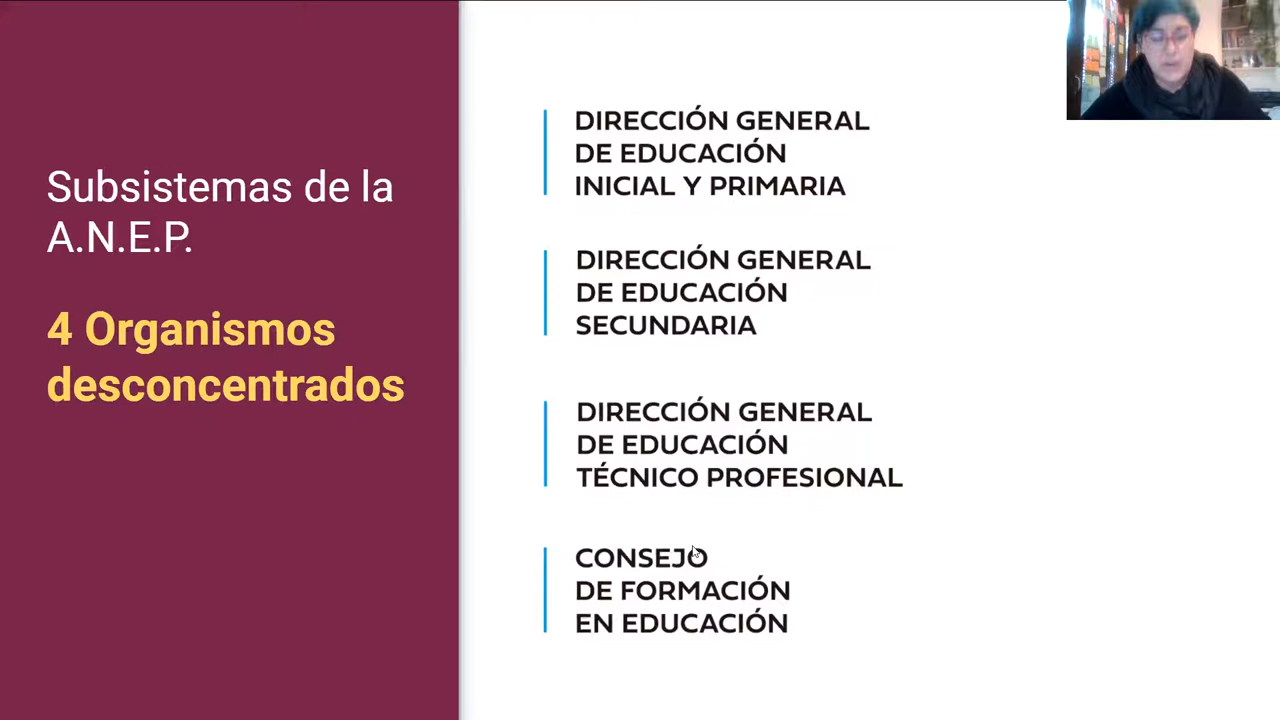 Subsistemas de la
A.N.E.P.
4 Organismos
desconcentrados
DIRECCIÓN GENERAL
DE EDUCACIÓN
INICIAL Y PRIMARIA
DIRECCIÓN GENERAL
DE EDUCACIÓN
SECUNDARIA
DIRECCIÓN GENERAL
DE EDUCACIÓN
TÉCNICO PROFESIONAL
CONSEJO
DE FORMACIÓN
EN EDUCACIÓN